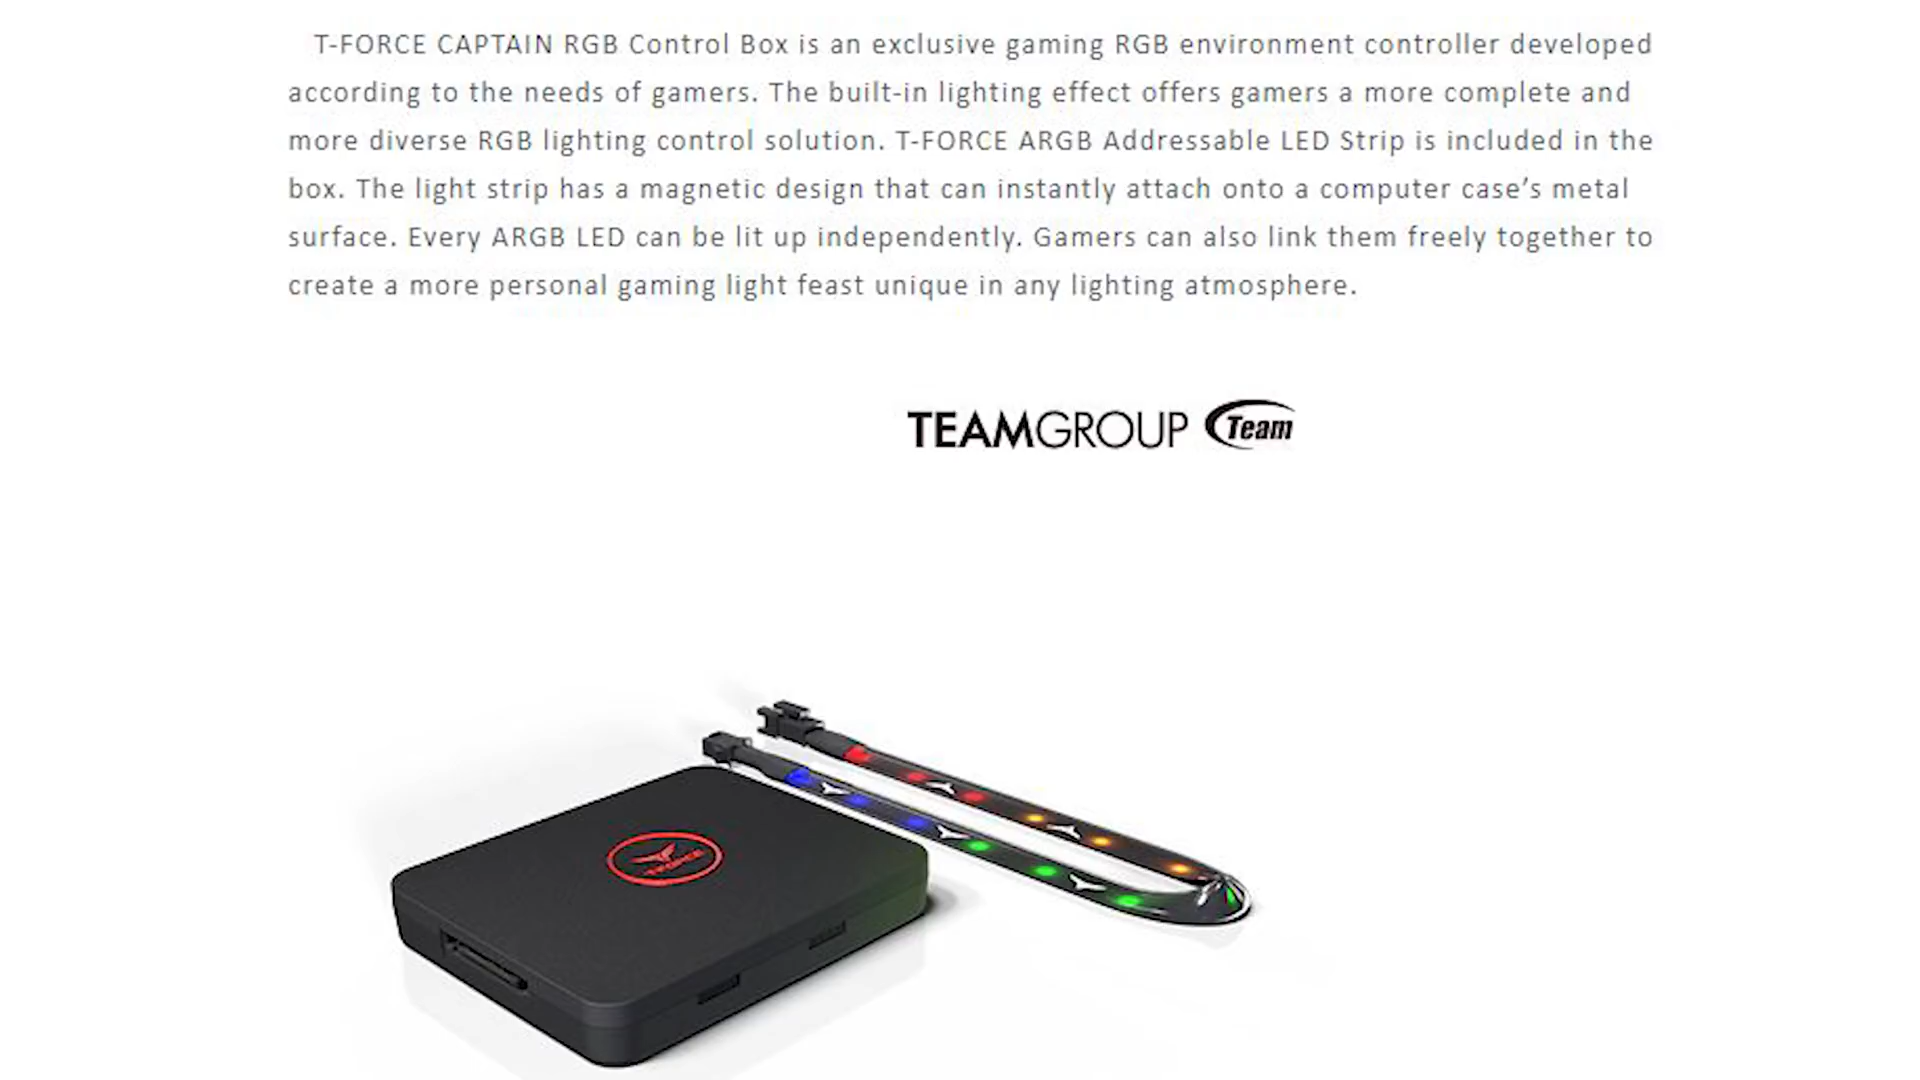 T-FORCE CAPTAIN RGB Control Box is an exclusive gaming RGB environment controller developed
according to the needs of gamers. The built-in lighting effect offers gamers a more complete and
more diverse RGB lighting control solution. T-FORCE ARGB Addressable LED Strip is included in the
box. The light strip has a magnetic design that can instantly attach onto a computer case’s metal
surface. Every ARGB LED can be lit up independently. Gamers can also link them freely together to
create a more personal gaming light feast unique in any lighting atmosphere.
TEAMGROUP Team
T-FORCE